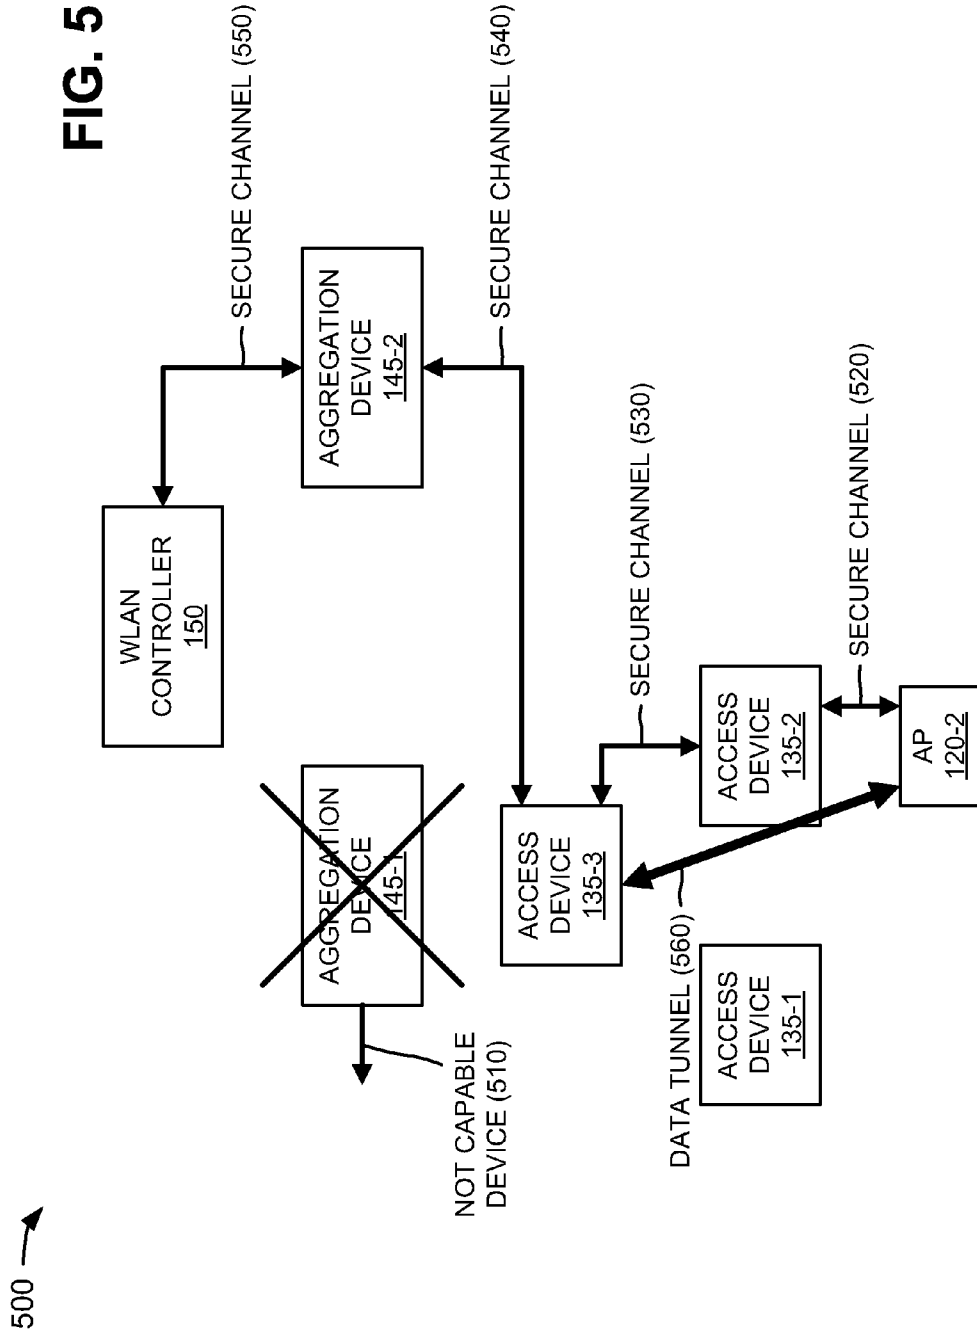 500
FIG. 5
WLAN
CONTROLLER
150
SECURE CHANNEL (550)
AGGREGATION
DEVICE
145-1
AGGREGATION
DEVICE
145-2
NOT CAPABLE
DEVICE (510)
SECURE CHANNEL (540)
ACCESS
DEVICE
135-3
SECURE CHANNEL (530)
DATA TUNNEL (560)
ACCESS
DEVICE
135-1
ACCESS
DEVICE
135-2
SECURE CHANNEL (520)
AP
120-2